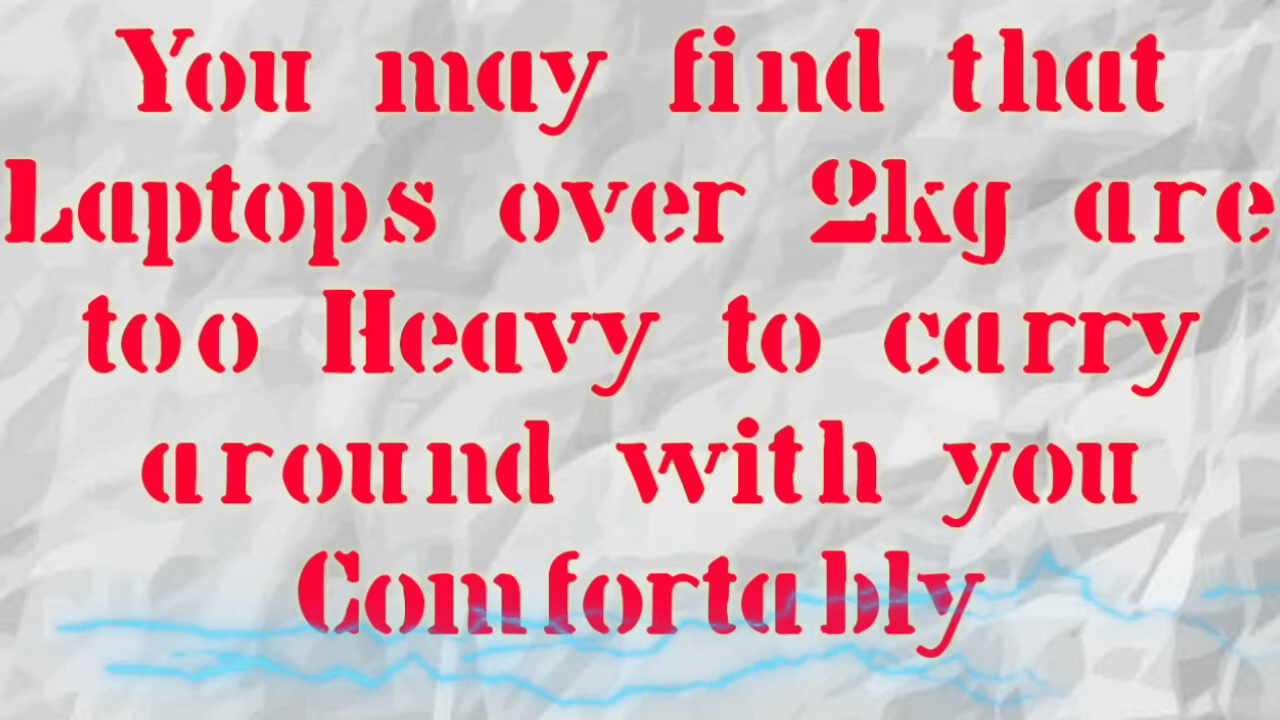 You may find that
Laptops over 2kg are
too Heavy to carry
around with you
Comfortably